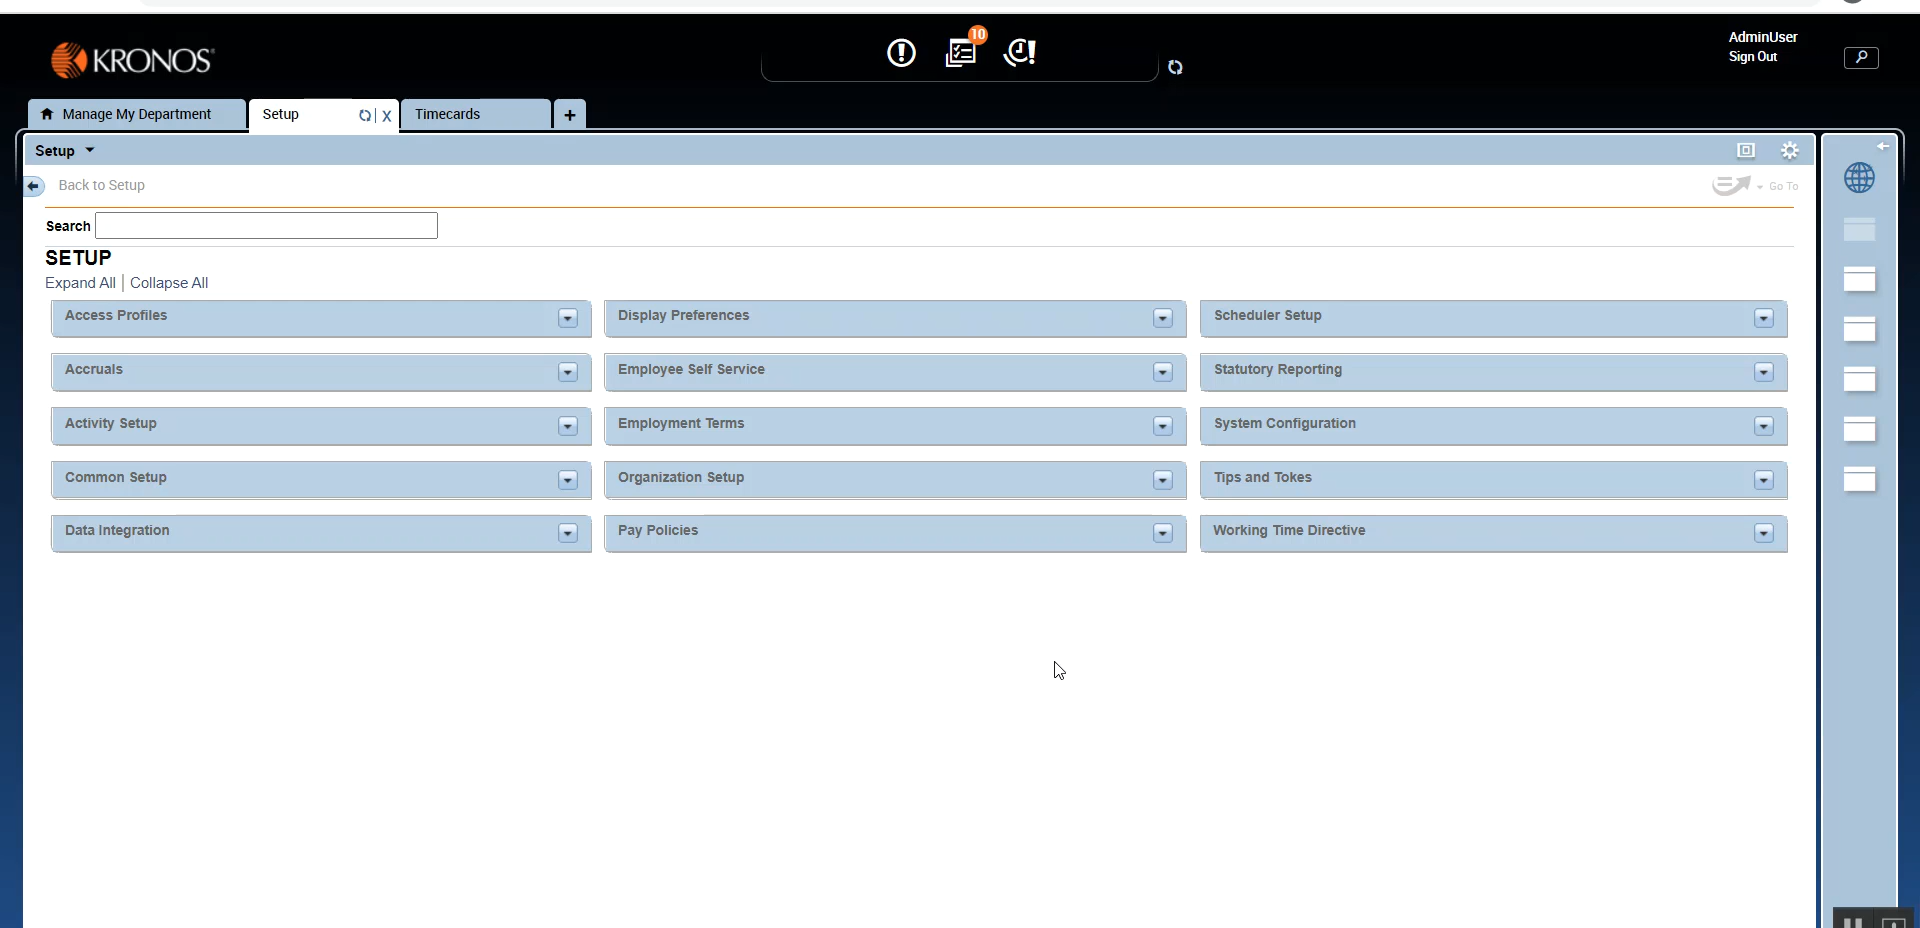 KRONOS
10
AdminUser
Sign Out
Manage My Department
Setup
X
Timecards
+
Setup
Back to Setup
Go To
Search
SETUP
Expand All | Collapse All
Access Profiles
Display Preferences
Scheduler Setup
Accruals
Employee Self Service
Statutory Reporting
Activity Setup
Employment Terms
System Configuration
Common Setup
Organization Setup
Tips and Tokes
Data Integration
Pay Policies
Working Time Directive